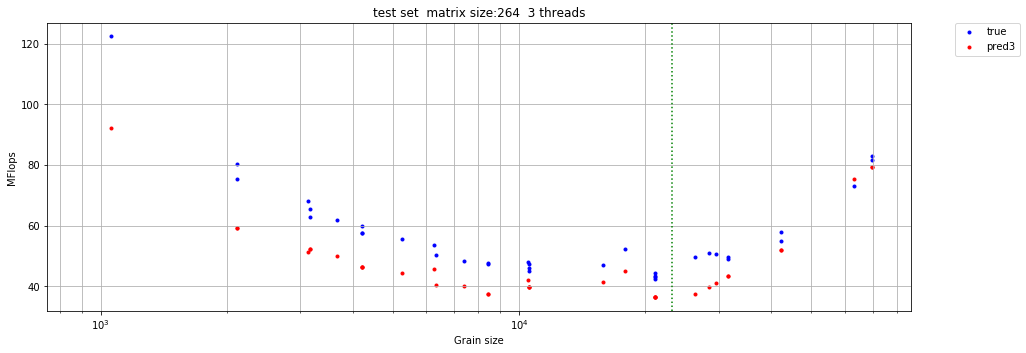 test set  matrix size:264  3 threads
true
pred3
120
100
80
60
40
MFlops
10³
10⁴
Grain size